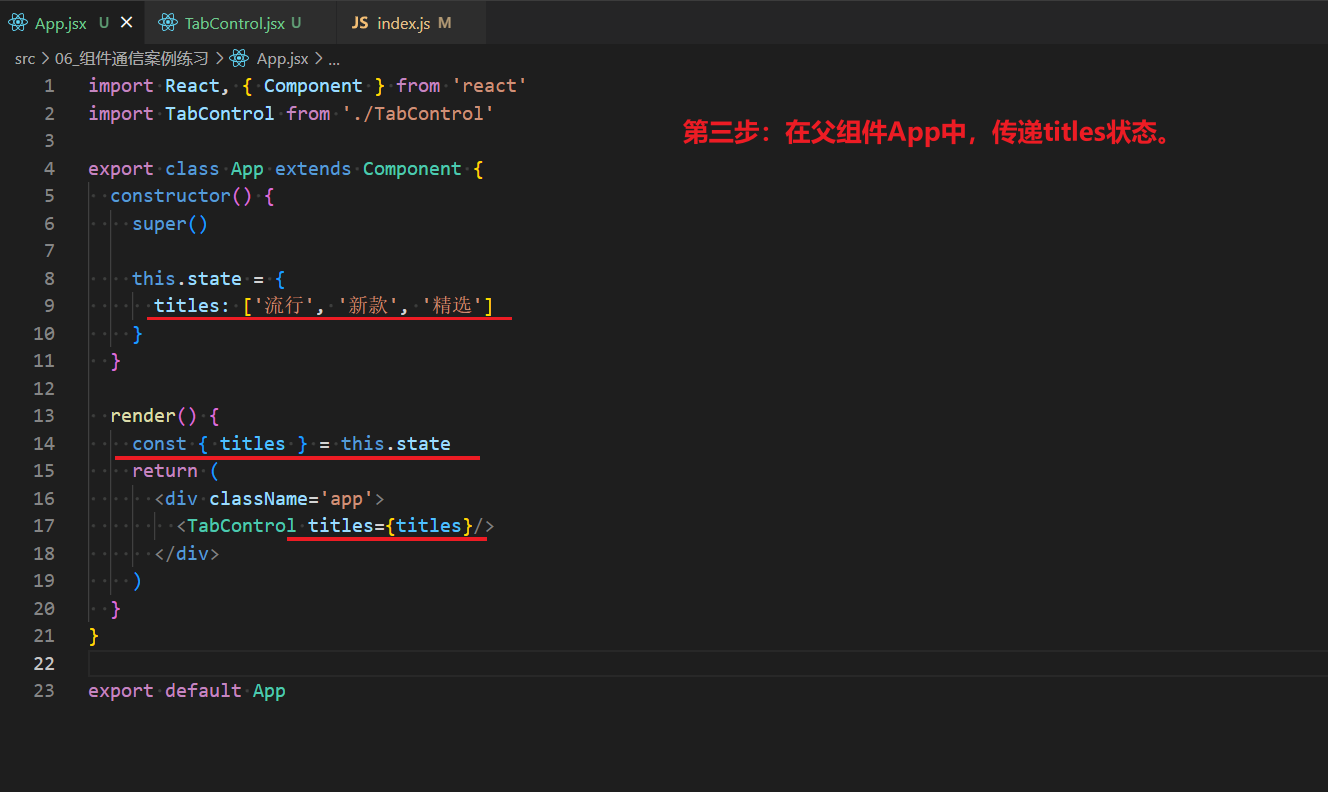 App.jsx U TabControl.jsx U JS index.js M
src > 06_组件通信案例练习 > App.jsx > ...
1 import React, { Component } from 'react'
2 import TabControl from './TabControl'
第三步：在父组件App中，传递titles状态。
3
4 export class App extends Component {
5 constructor() {
6 super()
7
8 this.state = {
9 titles: ['流行', '新款', '精选']
10 }
11 }
12
13 render() {
14 const { titles } = this.state
15 return (
16 <div className='app'>
17 <TabControl titles={titles}/>
18 </div>
19 )
20 }
21 }
22
23 export default App